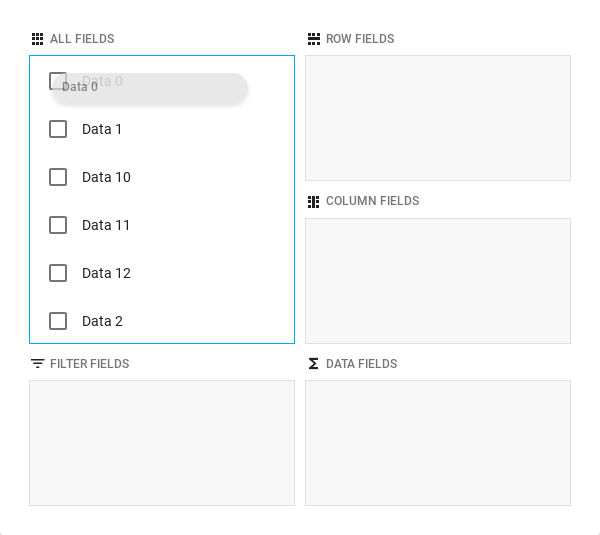 ALL FIELDS
Data 0
Data 0
Data 1
Data 10
Data 11
Data 12
Data 2
ROW FIELDS
COLUMN FIELDS
FILTER FIELDS
DATA FIELDS